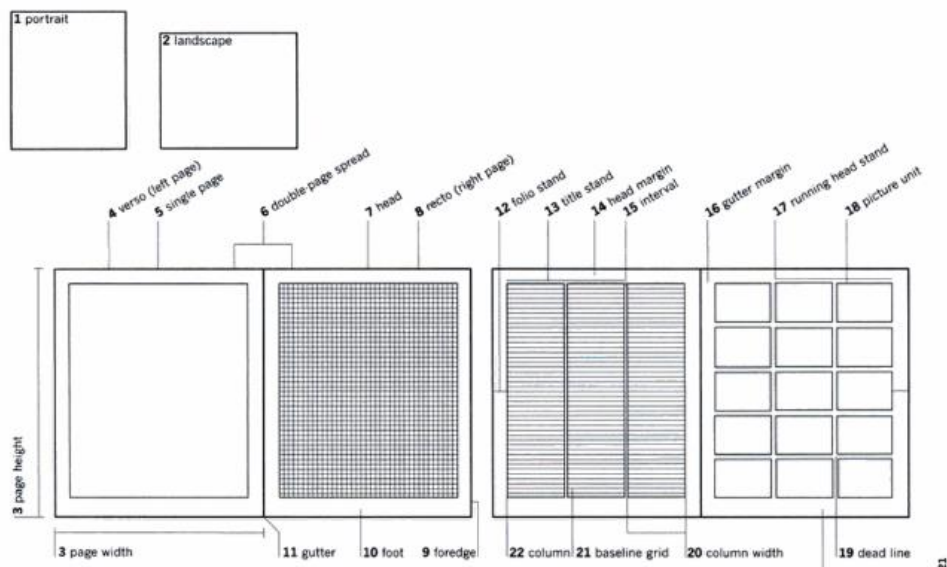 1 portrait
2 landscape
4 verso (left page)
5 single page
6 double-page spread
7 head
8 recto (right page)
12 folio stand
13 title stand
14 head margin
15 interval
16 gutter margin
17 running head stand
18 picture unit
3 page height
3 page width
11 gutter
10 foot
9 foredge
22 column
21 baseline grid
20 column width
19 dead line
21